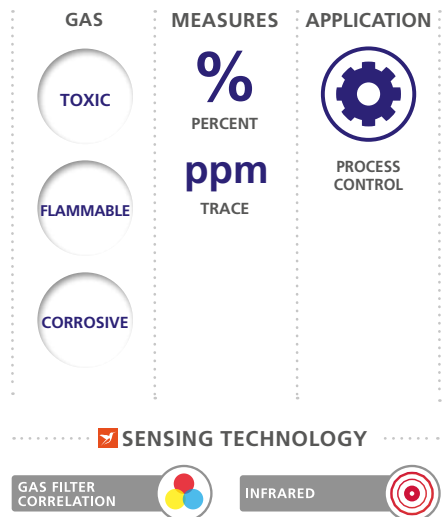 GAS
TOXIC
FLAMMABLE
CORROSIVE
MEASURES
%
PERCENT
ppm
TRACE
APPLICATION
PROCESS
CONTROL
SENSING TECHNOLOGY
GAS FILTER
CORRELATION
INFRARED